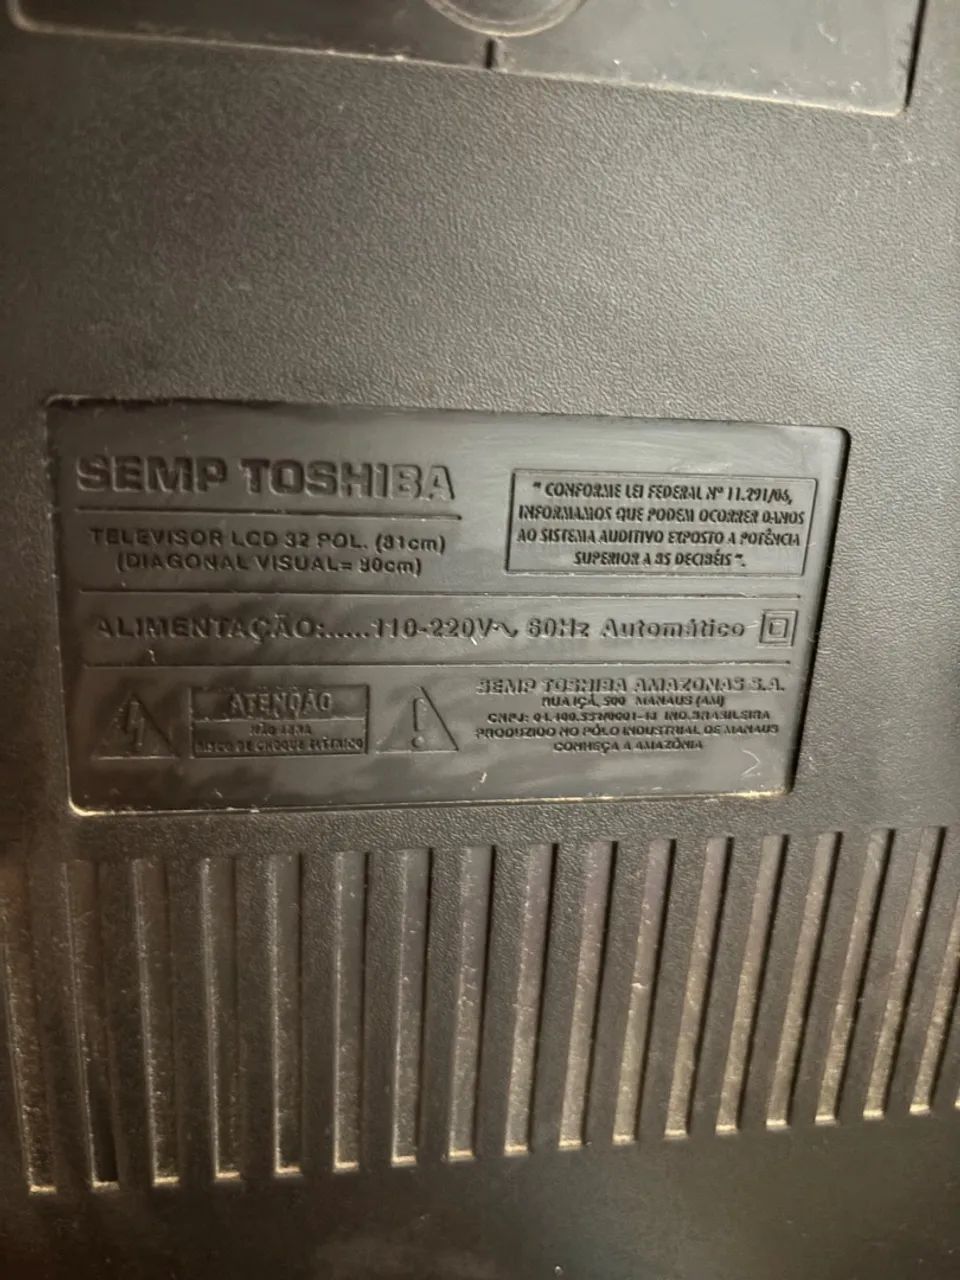 SEMP TOSHIBA
TELEVISOR LCD 32 POL. (81cm)
(DIAGONAL VISUAL= 80cm)
" CONFORME LEI FEDERAL Nº 11.291/06,
INFORMAMOS QUE PODEM OCORRER DANOS
AO SISTEMA AUDITIVO EXPOSTO A POTÊNCIA
SUPERIOR A 85 DECIBÉIS ".
ALIMENTAÇÃO:.....110-220V~ 60Hz Automático
ATENÇÃO
NÃO ABRA
RISCO DE CHOQUE ELÉTRICO
SEMP TOSHIBA AMAZONAS S.A.
RUA IÇÁ, 500 MANAUS (AM)
CNPJ: IND.BRASILEIRA
PRODUZIDO NO PÓLO INDUSTRIAL DE MANAUS
CONHEÇA A AMAZÔNIA